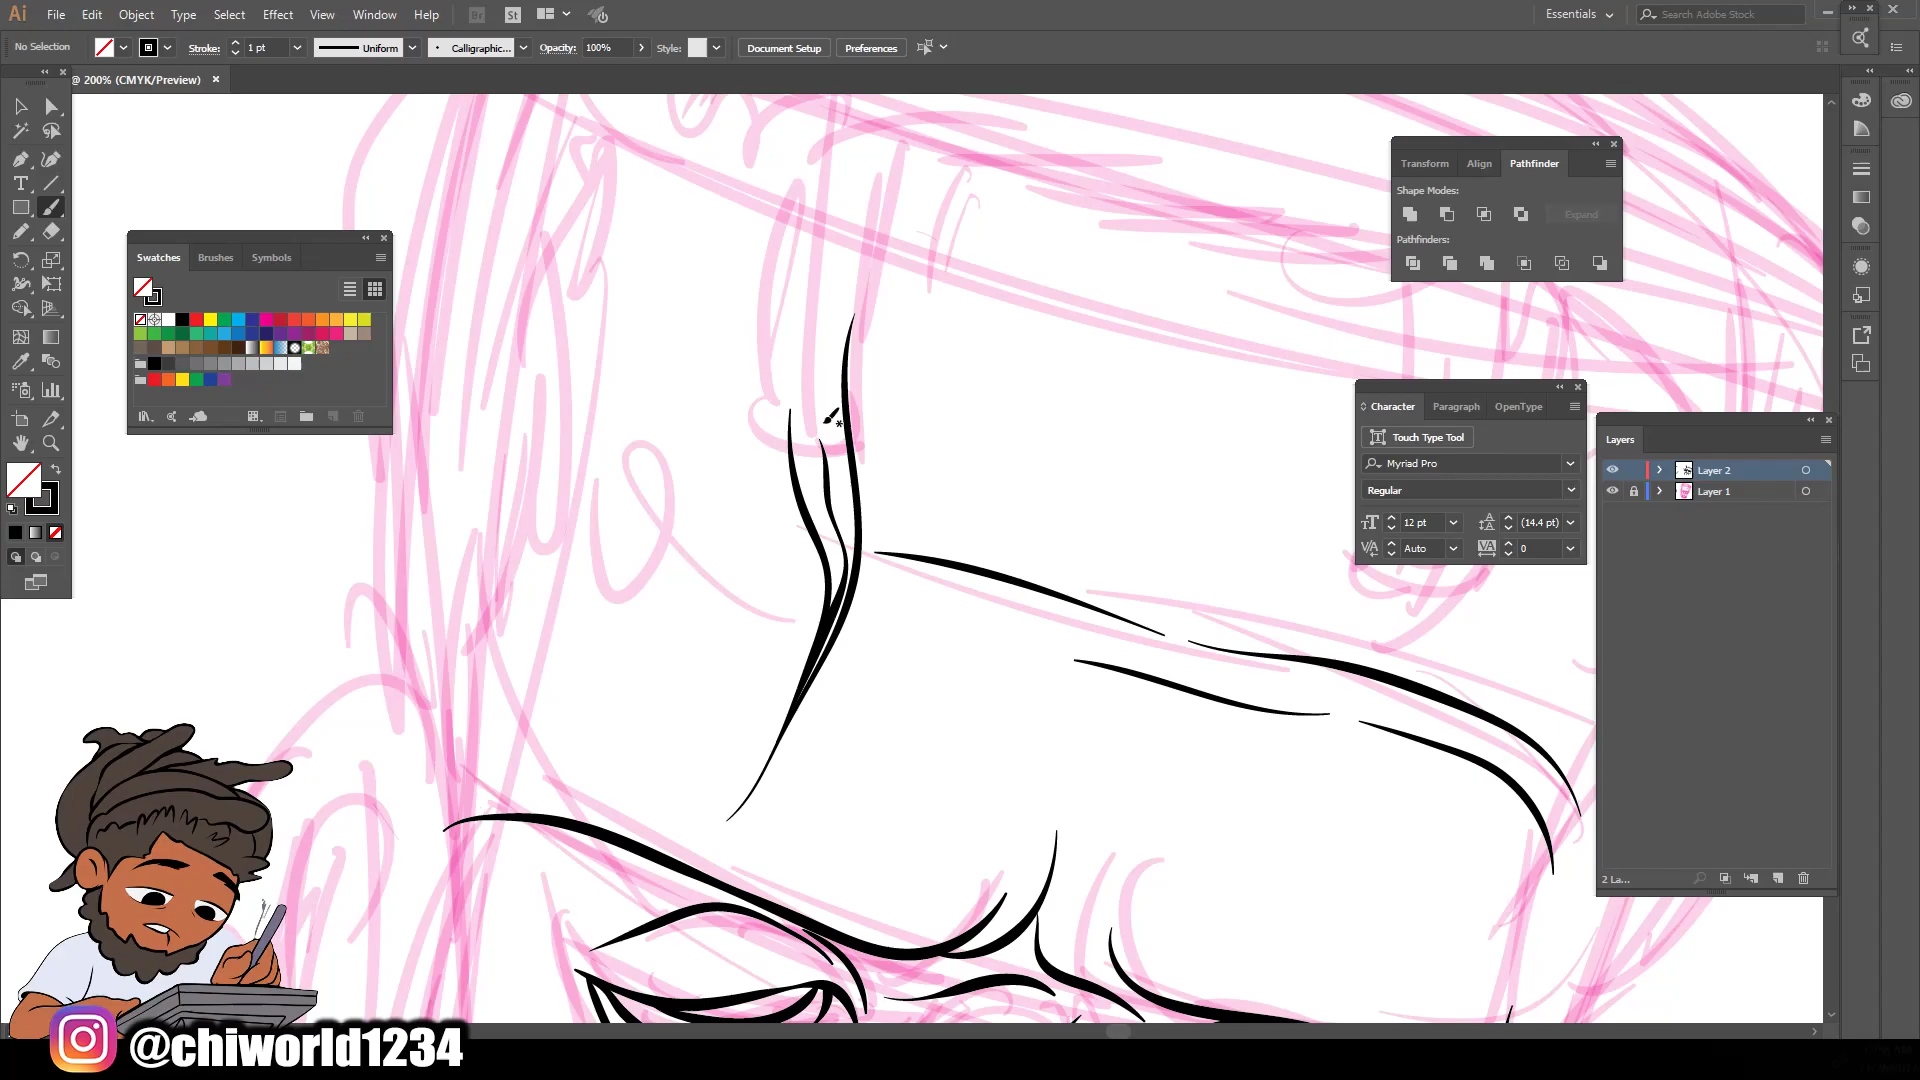 Ai File Edit Object Type Select Effect View Window Help Br St Essentials Search Adobe Stock
No Selection Stroke: 1 pt Uniform Calligraphic... Opacity: 100% Style: Document Setup Preferences
@ 200% (CMYK/Preview)
Transform Align Pathfinder
Shape Modes:
Expand
Pathfinders:
Swatches Brushes Symbols
Character Paragraph OpenType
Touch Type Tool
Myriad Pro
Regular
12 pt (14.4 pt)
Auto 0
Layers
Layer 2
Layer 1
2 La...
@chiworld1234